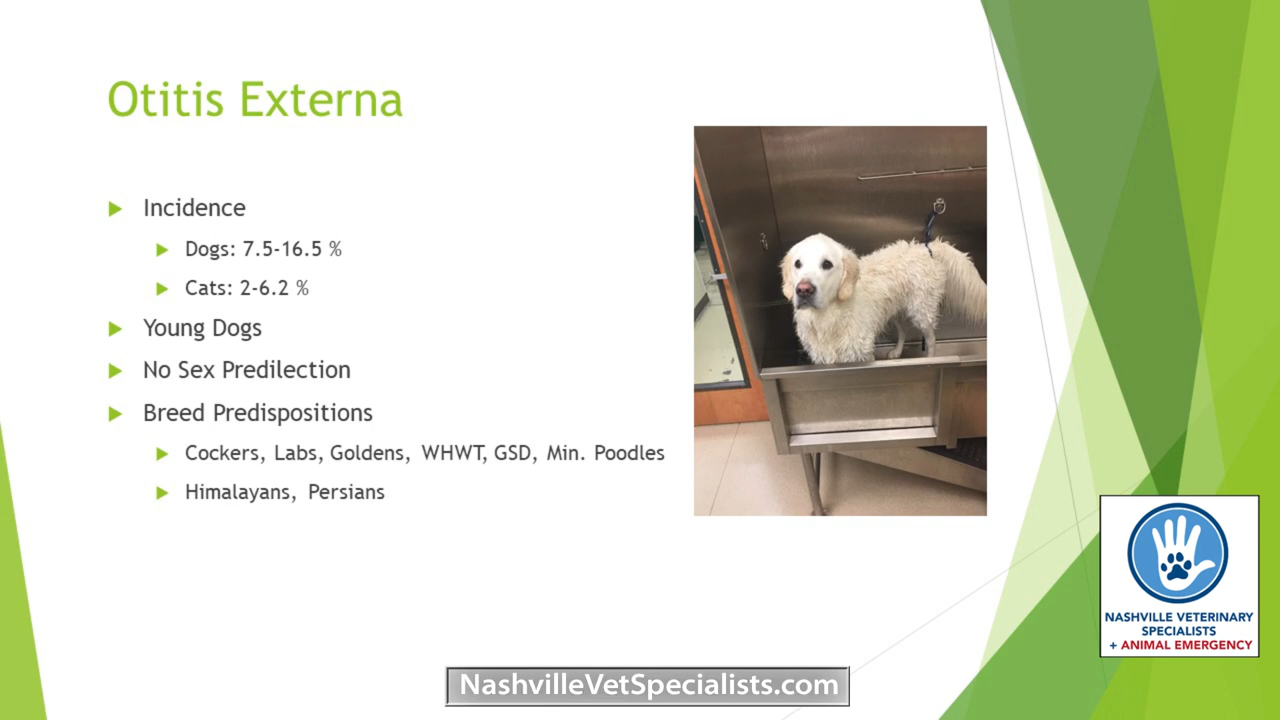 Otitis Externa
Incidence
Dogs: 7.5-16.5 %
Cats: 2-6.2 %
Young Dogs
No Sex Predilection
Breed Predispositions
Cockers, Labs, Goldens, WHWT, GSD, Min. Poodles
Himalayans, Persians
NASHVILLE VETERINARY
SPECIALISTS
+ ANIMAL EMERGENCY
NashvilleVetSpecialists.com